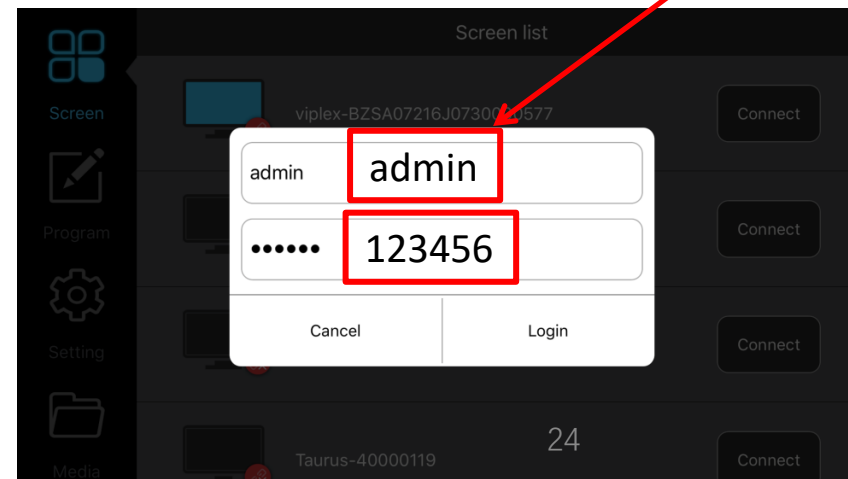 Screen list
Screen
viplex-BZSA07216J0730000577
Connect
admin admin
Program
Connect
•••••• 123456
Cancel
Login
Setting
Connect
24
Taurus-40000119
Connect
Media